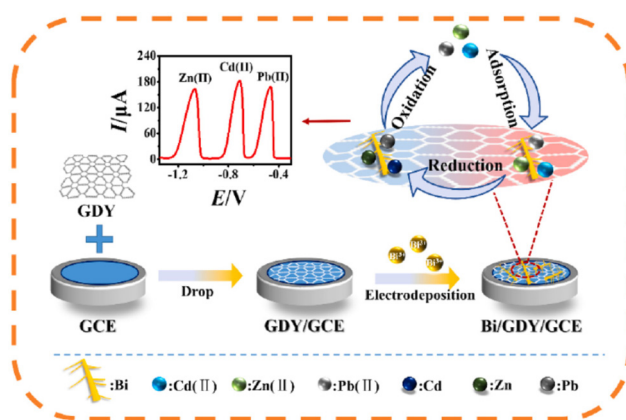 I/µA
240
180
120
60
0
Zn(II)
Cd(II)
Pb(II)
-1.2
-0.8
-0.4
E/V
Oxidation
Adsorption
Reduction
GDY
GCE
Drop
GDY/GCE
Bi³⁺
Bi³⁺
Bi³⁺
Electrodeposition
Bi/GDY/GCE
:Bi :Cd(Ⅱ) :Zn(Ⅱ) :Pb(Ⅱ) :Cd :Zn :Pb